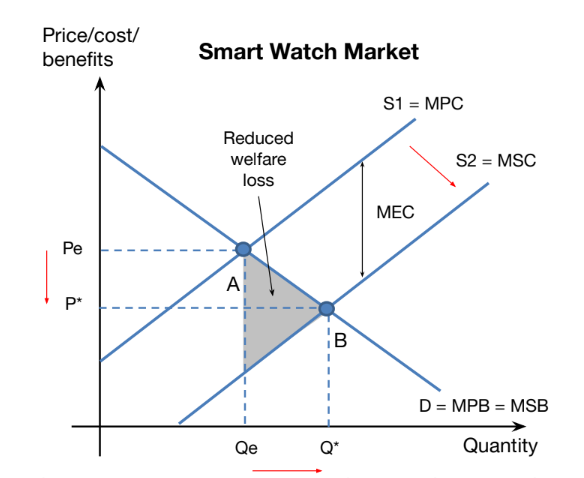 Price/cost/
benefits
Smart Watch Market
S1 = MPC
Reduced
welfare
loss
S2 = MSC
MEC
Pe
A
P*
B
D = MPB = MSB
Qe
Q*
Quantity